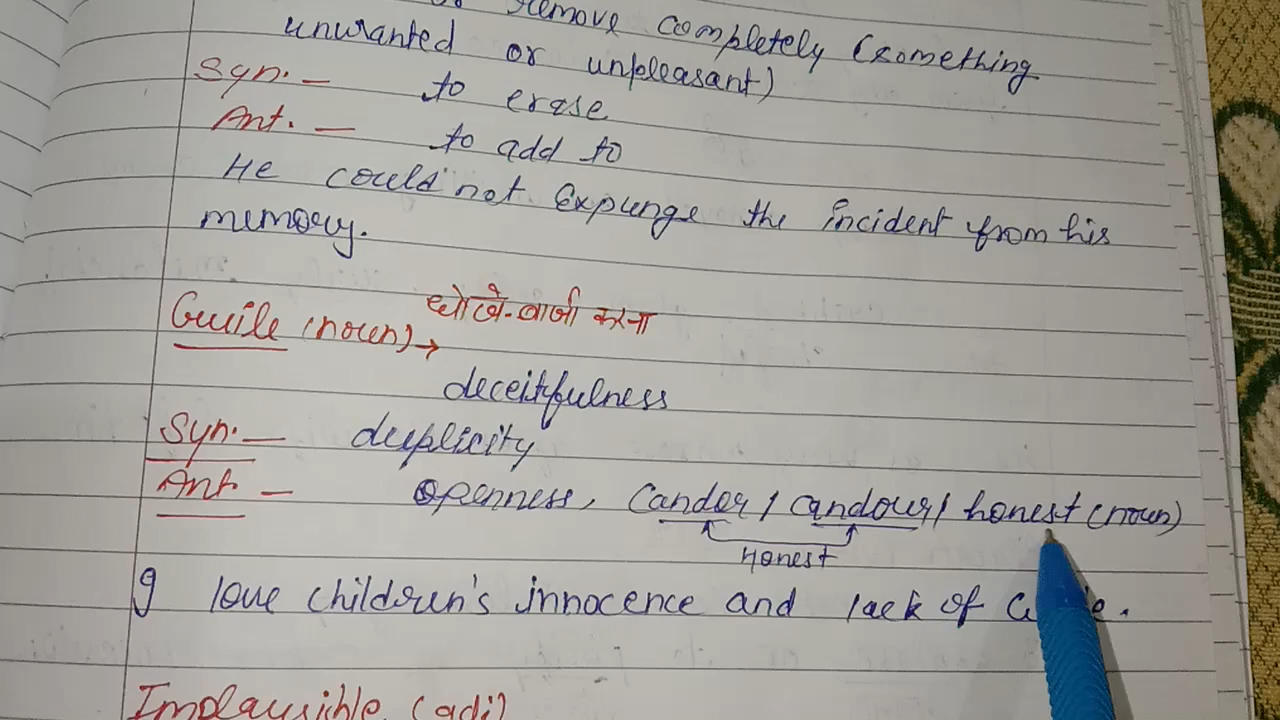 remove completely (something
unwanted or unpleasant)
Syn. — to erase
Ant. — to add to
He could not Expunge the incident from his
memory.
Guile (noun) → धोखे-बाजी करना
deceitfulness
Syn. — duplicity
Ant. — openness, Candor / candour / honest (noun)
Honest
I love children's innocence and lack of
Implausible (adj)